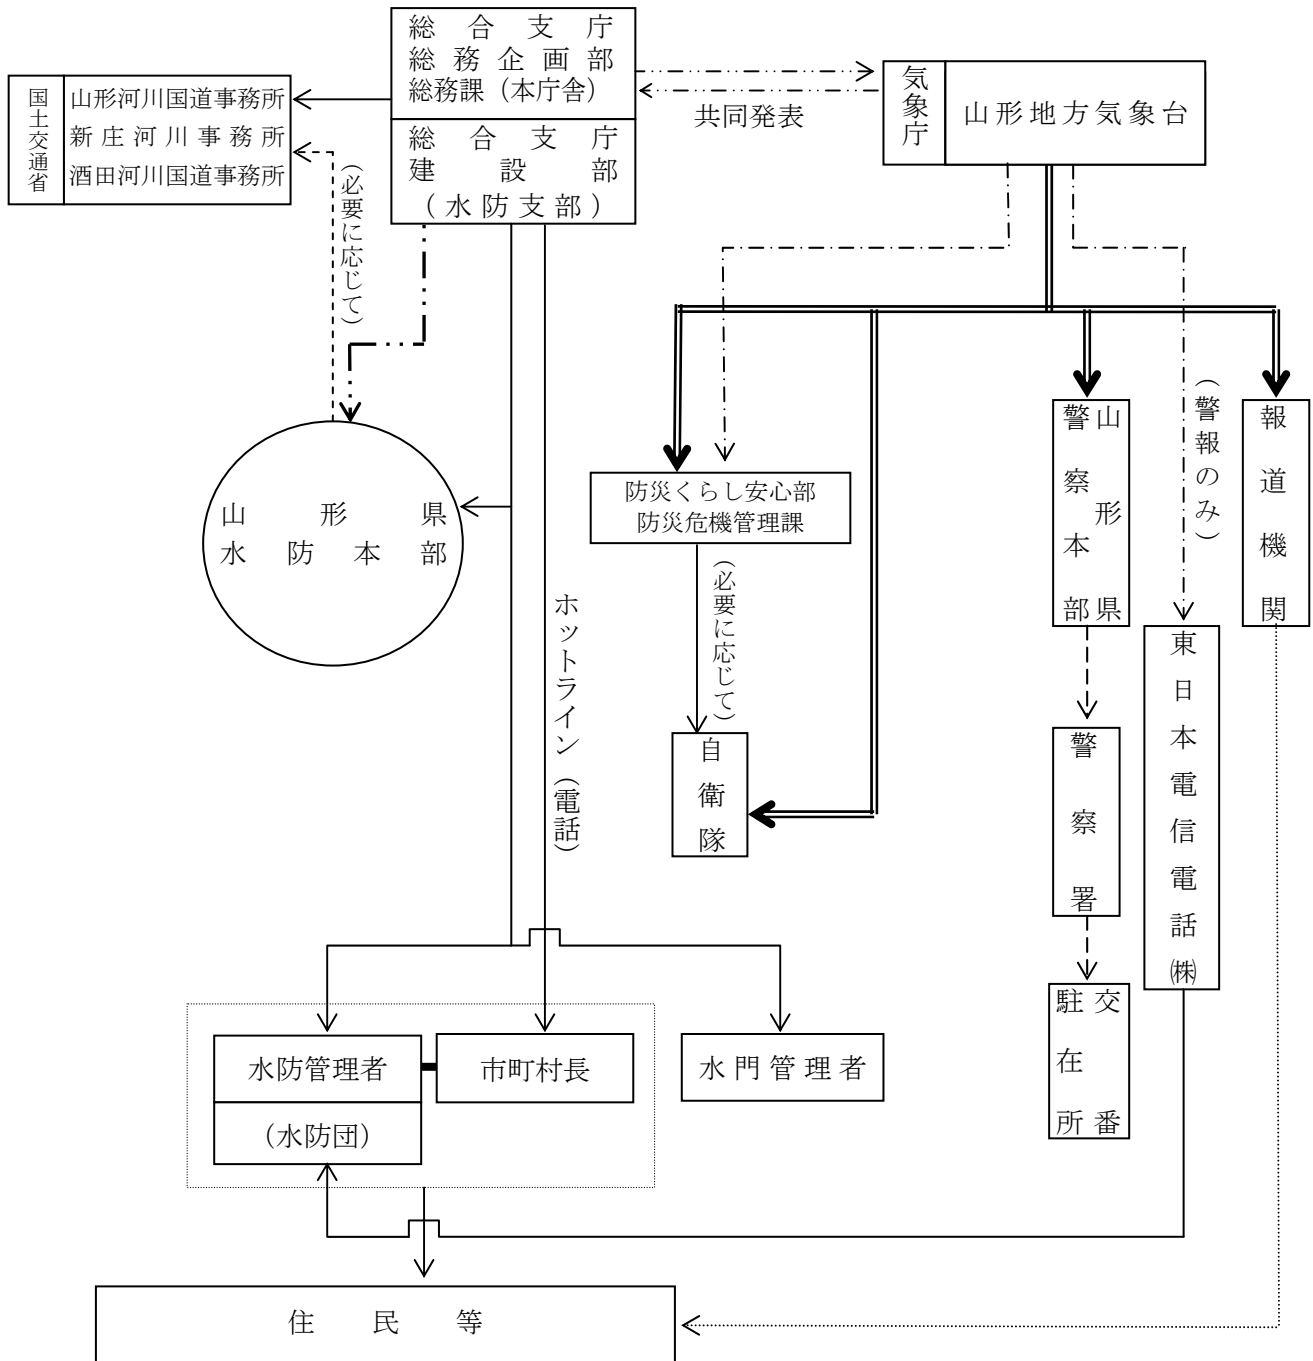 総合支庁
総務企画部
総務課（本庁舎）
総合支庁
建設部
（水防支部）
国土交通省
山形河川国道事務所
新庄河川事務所
酒田河川国道事務所
（必要に応じて）
共同発表
気象庁
山形地方気象台
山形県
水防本部
ホットライン（電話）
防災くらし安心部
防災危機管理課
（必要に応じて）
自衛隊
山形県
警察本部
警察署
交番
駐在所
（警報のみ）
東日本電信電話㈱
報道機関
水防管理者
（水防団）
市町村長
水門管理者
住民等